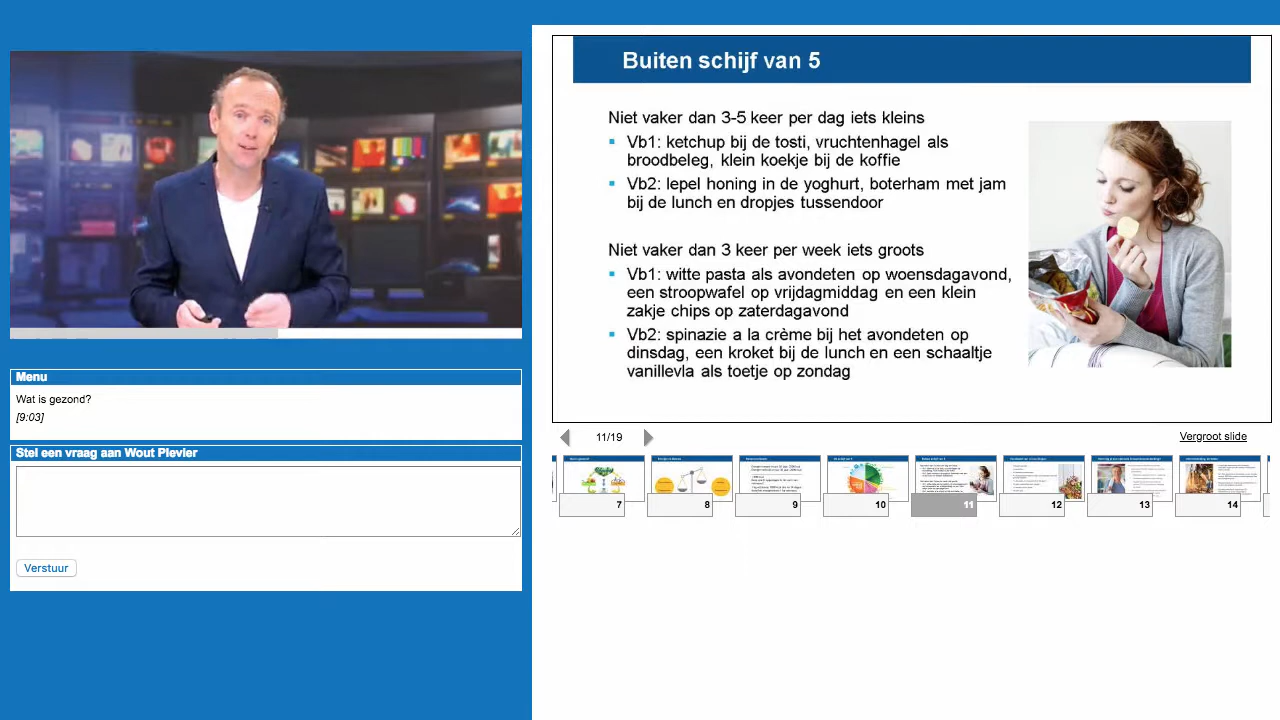 Buiten schijf van 5
Niet vaker dan 3-5 keer per dag iets kleins
Vb1: ketchup bij de tosti, vruchtenhagel als
broodbeleg, klein koekje bij de koffie
Vb2: lepel honing in de yoghurt, boterham met jam
bij de lunch en dropjes tussendoor
Niet vaker dan 3 keer per week iets groots
Vb1: witte pasta als avondeten op woensdagavond,
een stroopwafel op vrijdagmiddag en een klein
zakje chips op zaterdagavond
Vb2: spinazie a la crème bij het avondeten op
dinsdag, een kroket bij de lunch en een schaaltje
vanillevla als toetje op zondag
Menu
Wat is gezond?
[9:03]
Stel een vraag aan Wout Plevier
Verstuur
11/19
Vergroot slide
7
8
9
10
11
12
13
14